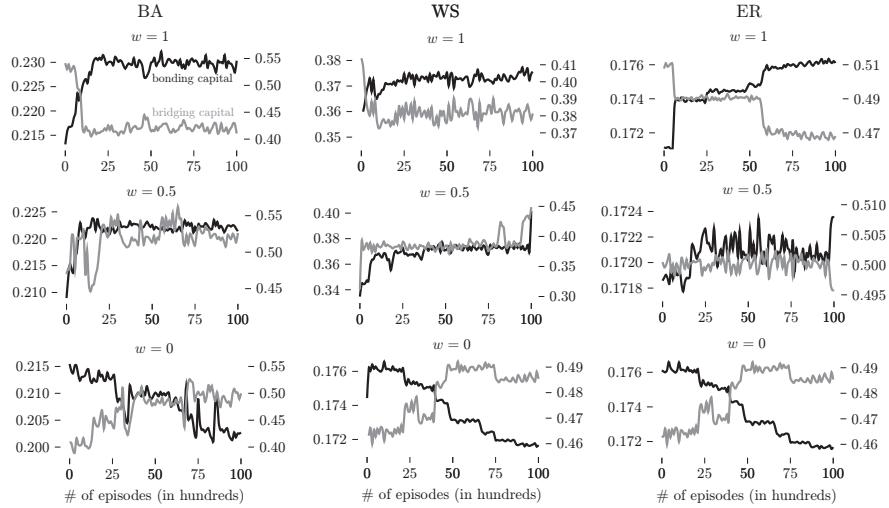 BA WS ER
w = 1 w = 1 w = 1
0.230 0.225 0.220 0.215
0.55 0.50 0.45 0.40
bonding capital
bridging capital
0 25 50 75 100
0.38 0.37 0.36 0.35
0.41 0.40 0.39 0.38 0.37
0 25 50 75 100
0.176 0.174 0.172
0.51 0.49 0.47
0 25 50 75 100
w = 0.5 w = 0.5 w = 0.5
0.225 0.220 0.215 0.210
0.55 0.50 0.45
0 25 50 75 100
0.40 0.38 0.36 0.34
0.45 0.40 0.35 0.30
0 25 50 75 100
0.1724 0.1722 0.1720 0.1718
0.510 0.505 0.500 0.495
0 25 50 75 100
w = 0 w = 0 w = 0
0.215 0.210 0.205 0.200
0.55 0.50 0.45 0.40
0 25 50 75 100
0.176 0.174 0.172
0.49 0.48 0.47 0.46
0 25 50 75 100
0.176 0.174 0.172
0.49 0.48 0.47 0.46
0 25 50 75 100
# of episodes (in hundreds) # of episodes (in hundreds) # of episodes (in hundreds)